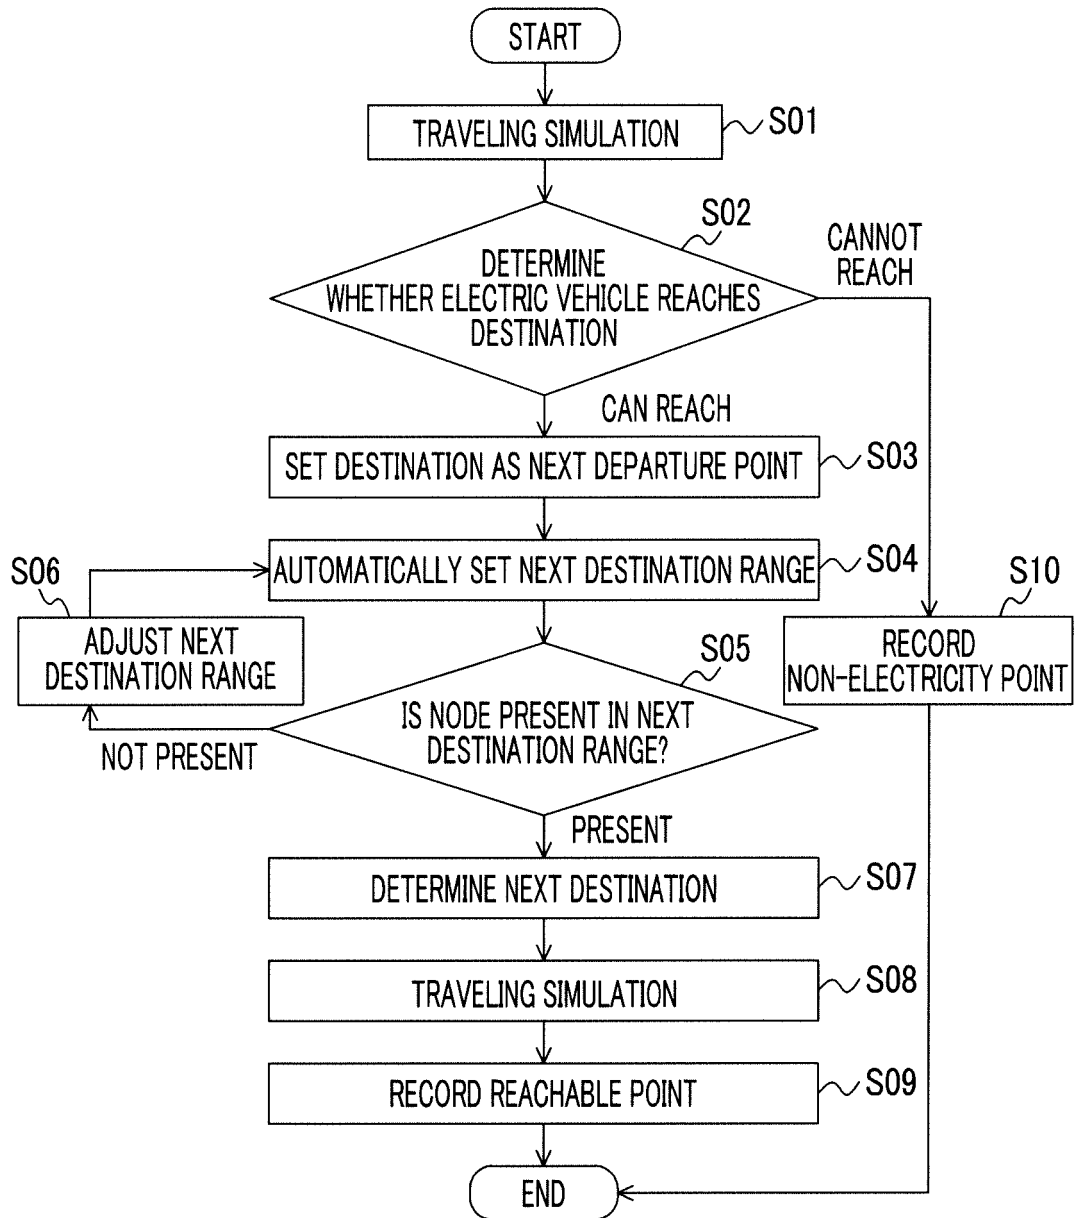 START
TRAVELING SIMULATION
S01
S02
DETERMINE
WHETHER ELECTRIC VEHICLE REACHES
DESTINATION
CANNOT
REACH
CAN REACH
SET DESTINATION AS NEXT DEPARTURE POINT
S03
AUTOMATICALLY SET NEXT DESTINATION RANGE
S04
S06
ADJUST NEXT
DESTINATION RANGE
S05
IS NODE PRESENT IN NEXT
DESTINATION RANGE?
NOT PRESENT
S10
RECORD
NON-ELECTRICITY POINT
PRESENT
DETERMINE NEXT DESTINATION
S07
TRAVELING SIMULATION
S08
RECORD REACHABLE POINT
S09
END